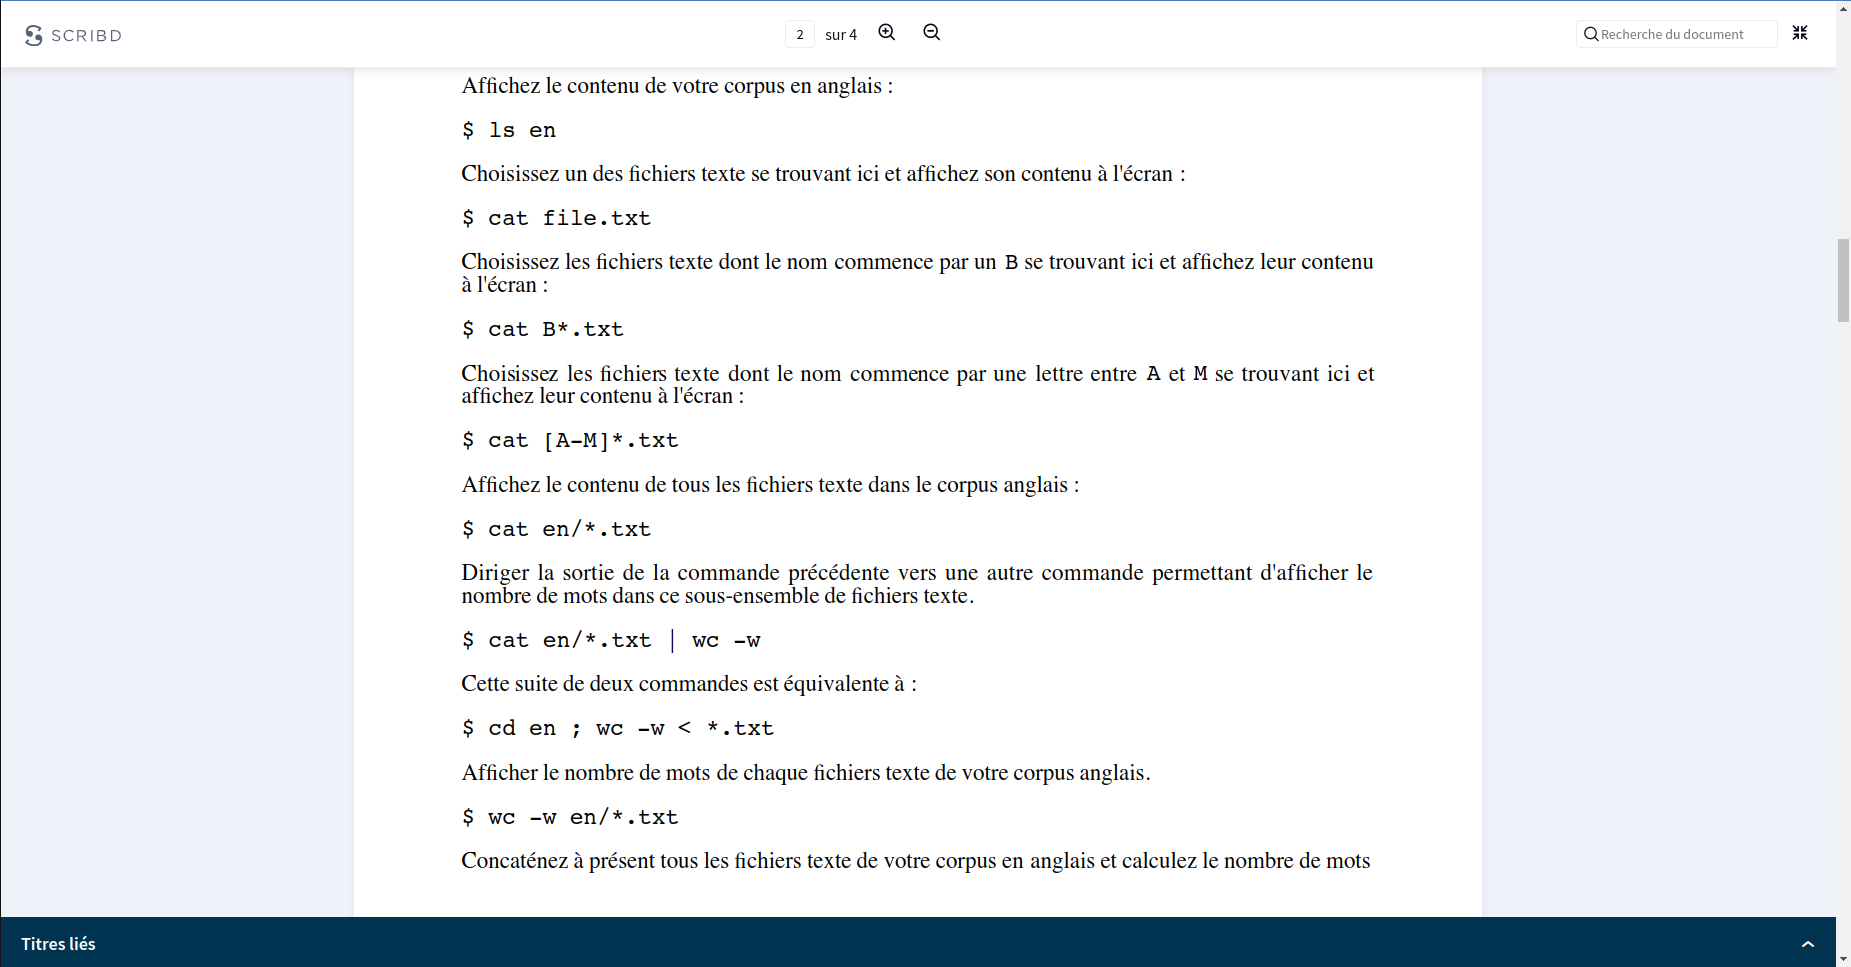 SCRIBD
2 sur 4
Recherche du document
Affichez le contenu de votre corpus en anglais :
$ ls en
Choisissez un des fichiers texte se trouvant ici et affichez son contenu à l'écran :
$ cat file.txt
Choisissez les fichiers texte dont le nom commence par un B se trouvant ici et affichez leur contenu
à l'écran :
$ cat B*.txt
Choisissez les fichiers texte dont le nom commence par une lettre entre A et M se trouvant ici et
affichez leur contenu à l'écran :
$ cat [A-M]*.txt
Affichez le contenu de tous les fichiers texte dans le corpus anglais :
$ cat en/*.txt
Diriger la sortie de la commande précédente vers une autre commande permettant d'afficher le
nombre de mots dans ce sous-ensemble de fichiers texte.
$ cat en/*.txt | wc -w
Cette suite de deux commandes est équivalente à :
$ cd en ; wc -w < *.txt
Afficher le nombre de mots de chaque fichiers texte de votre corpus anglais.
$ wc -w en/*.txt
Concaténez à présent tous les fichiers texte de votre corpus en anglais et calculez le nombre de mots
Titres liés